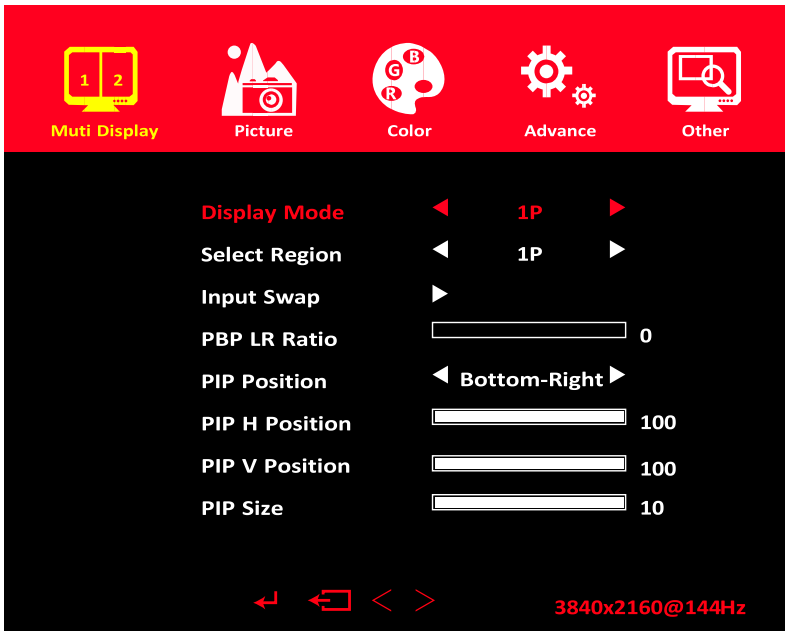 1 2
B
G
R
Muti Display Picture Color Advance Other
Display Mode 1P
Select Region 1P
Input Swap
PBP LR Ratio 0
PIP Position Bottom-Right
PIP H Position 100
PIP V Position 100
PIP Size 10
3840x2160@144Hz